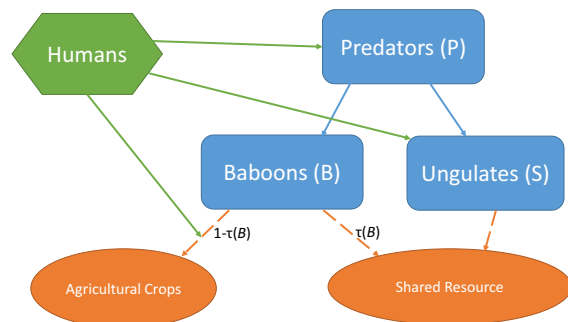 Humans
Predators (P)
Baboons (B)
Ungulates (S)
1-τ(B)
τ(B)
Agricultural Crops
Shared Resource